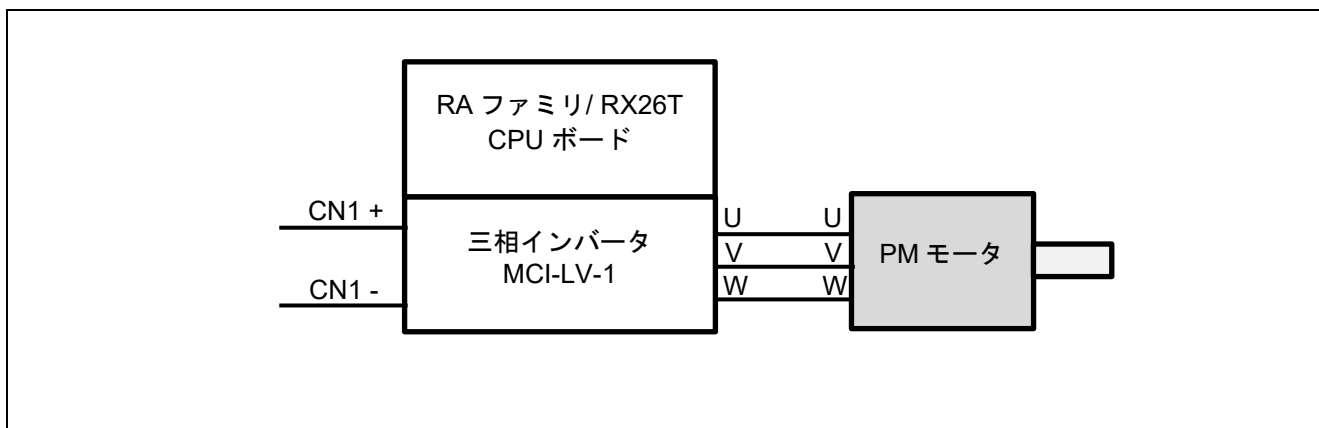 RA ファミリ/ RX26T
CPU ボード
CN1 +
三相インバータ
MCI-LV-1
CN1 -
U U
V V
W W
PM モータ